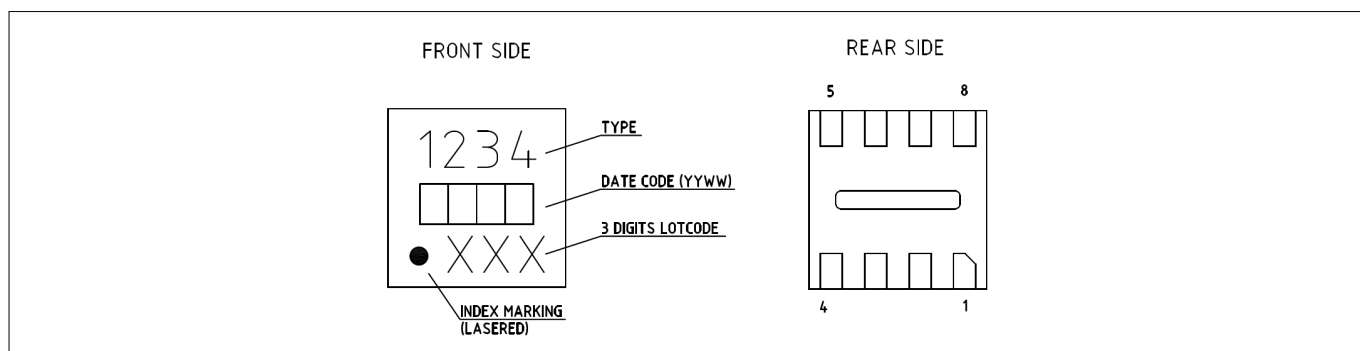 FRONT SIDE
1234
TYPE
DATE CODE (YYWW)
XXX
3 DIGITS LOTCODE
INDEX MARKING
(LASERED)
REAR SIDE
5 8
4 1